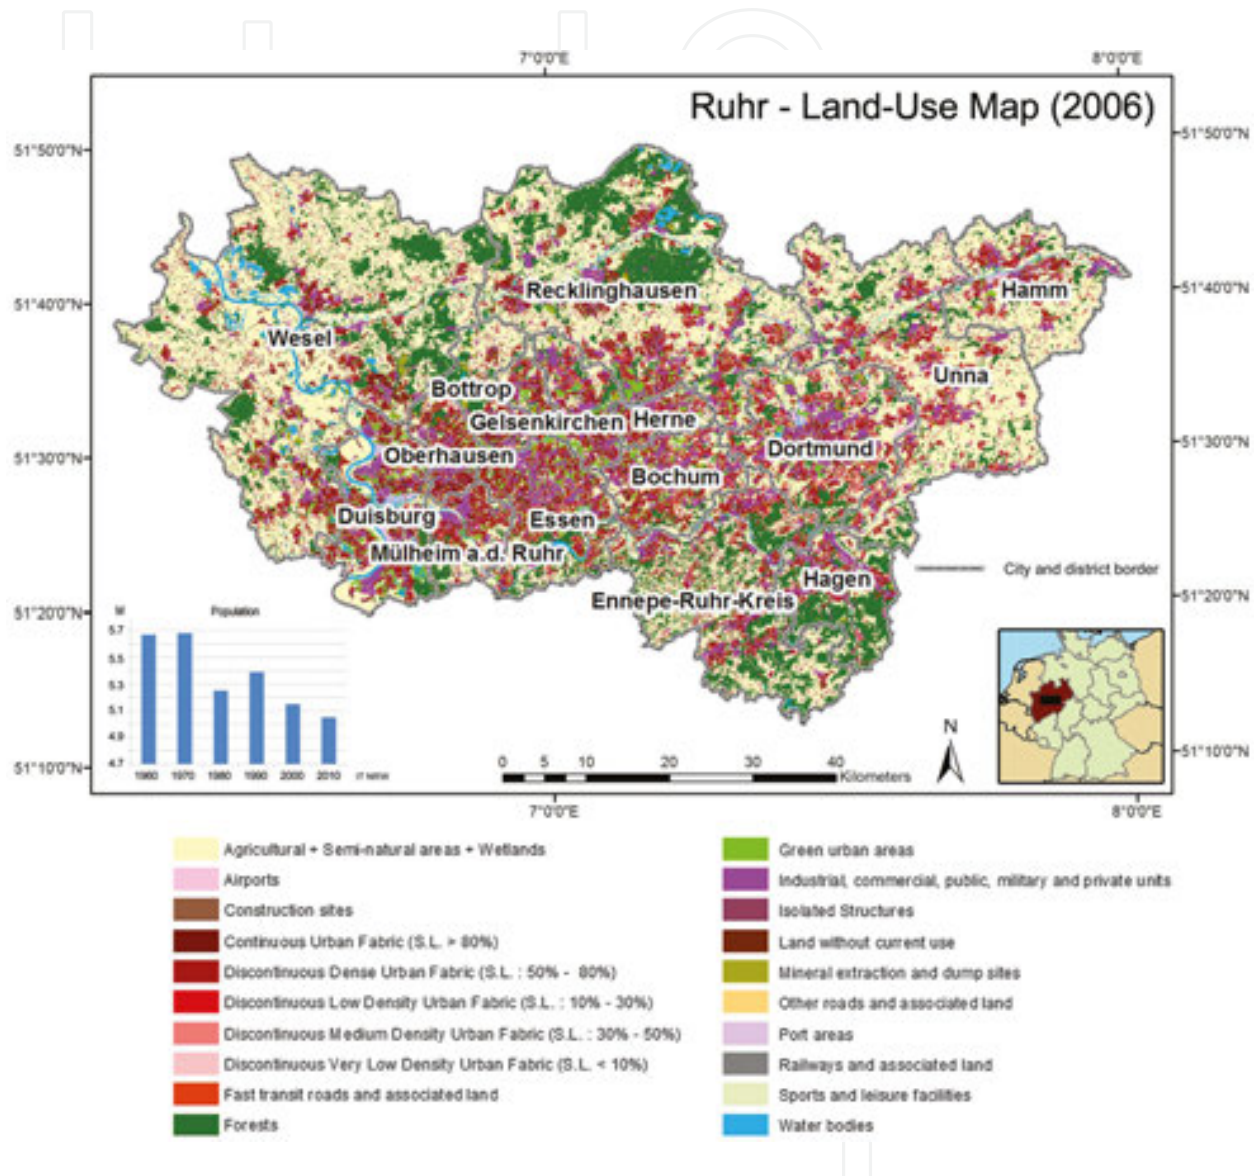 7°0'0"E 8°0'0"E
Ruhr - Land-Use Map (2006)
51°50'0"N 51°50'0"N
51°40'0"N 51°40'0"N
Recklinghausen
Hamm
Wesel
Unna
Bottrop
Gelsenkirchen Herne
51°30'0"N 51°30'0"N
Oberhausen
Dortmund
Bochum
Duisburg
Essen
Mülheim a.d. Ruhr
Hagen
City and district border
Ennepe-Ruhr-Kreis
51°20'0"N 51°20'0"N
M Population
5.7
5.5
5.3
5.1
4.9
4.7
1960 1970 1980 1990 2000 2010 IT NRW
N
0 5 10 20 30 40
Kilometers
51°10'0"N 51°10'0"N
7°0'0"E 8°0'0"E
Agricultural + Semi-natural areas + Wetlands
Airports
Construction sites
Continuous Urban Fabric (S.L. > 80%)
Discontinuous Dense Urban Fabric (S.L. : 50% - 80%)
Discontinuous Low Density Urban Fabric (S.L. : 10% - 30%)
Discontinuous Medium Density Urban Fabric (S.L. : 30% - 50%)
Discontinuous Very Low Density Urban Fabric (S.L. < 10%)
Fast transit roads and associated land
Forests
Green urban areas
Industrial, commercial, public, military and private units
Isolated Structures
Land without current use
Mineral extraction and dump sites
Other roads and associated land
Port areas
Railways and associated land
Sports and leisure facilities
Water bodies